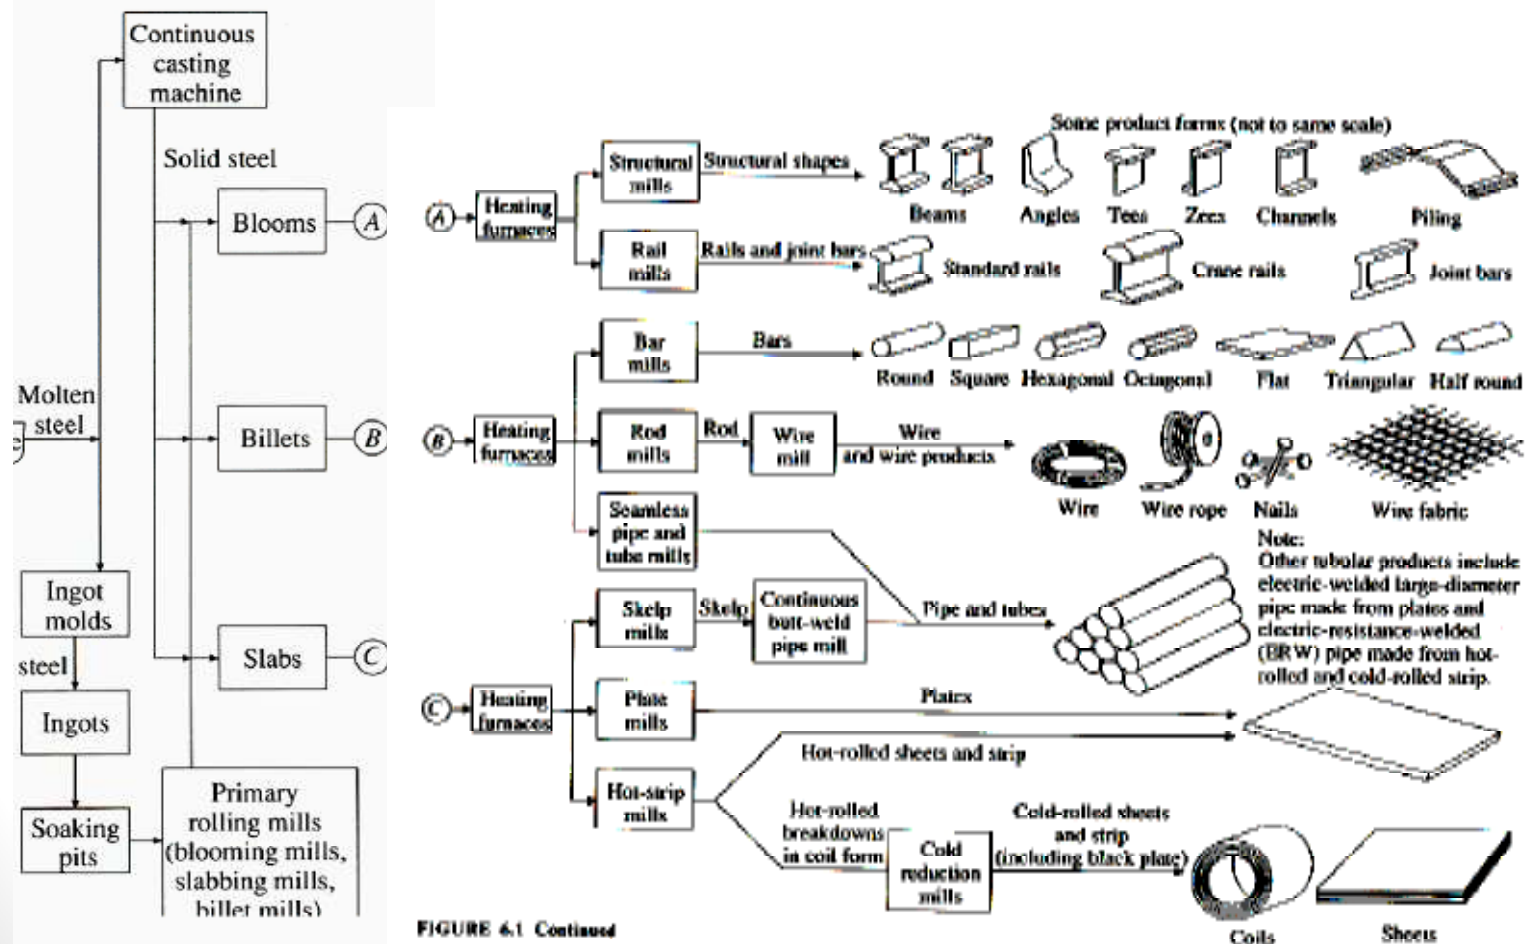 Continuous
casting
machine
Solid steel
Blooms
A
Molten
steel
Billets
B
Ingot
molds
Slabs
C
steel
Ingots
Soaking
pits
Primary
rolling mills
(blooming mills,
slabbing mills,
billet mills)
Some product forms (not to same scale)
A
Heating
furnaces
Structural
mills
Structural shapes
Beams
Angles
Tees
Zees
Channels
Piling
Rail
mills
Rails and joint bars
Standard rails
Crane rails
Joint bars
B
Heating
furnaces
Bar
mills
Bars
Round
Square
Hexagonal
Octagonal
Flat
Triangular
Half round
Rod
mills
Rod
Wire
mill
Wire
and wire products
Wire
Wire rope
Nails
Wire fabric
Seamless
pipe and
tube mills
Note:
Other tubular products include
electric-welded large-diameter
pipe made from plates and
electric-resistance-welded
(ERW) pipe made from hot-
rolled and cold-rolled strip.
Skelp
mills
Skelp
Continuous
butt-weld
pipe mill
Pipe and tubes
C
Heating
furnaces
Plate
mills
Plates
Hot-rolled sheets and strip
Hot-strip
mills
Hot-rolled
breakdowns
in coil form
Cold
reduction
mills
Cold-rolled sheets
and strip
(including black plate)
Coils
Sheets
FIGURE 6.1 Continued